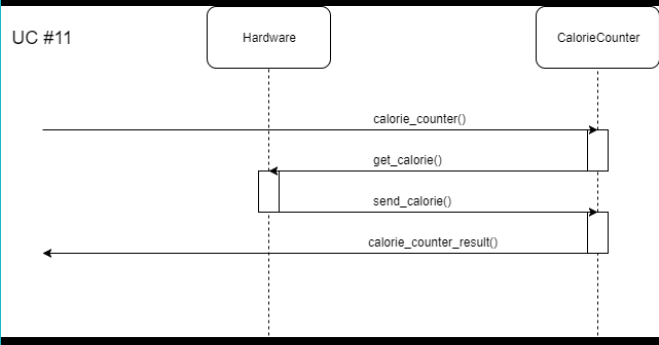 UC #11
Hardware
CalorieCounter
calorie_counter()
get_calorie()
send_calorie()
calorie_counter_result()